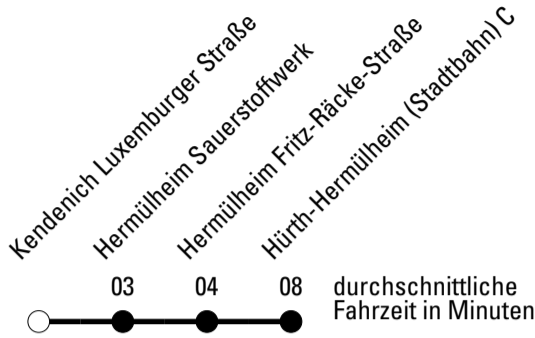 Kendenich Luxemburger Straße
Hermülheim Sauerstoffwerk
Hermülheim Fritz-Räcke-Straße
Hürth-Hermülheim (Stadtbahn) C
03 04 08 durchschnittliche
Fahrzeit in Minuten